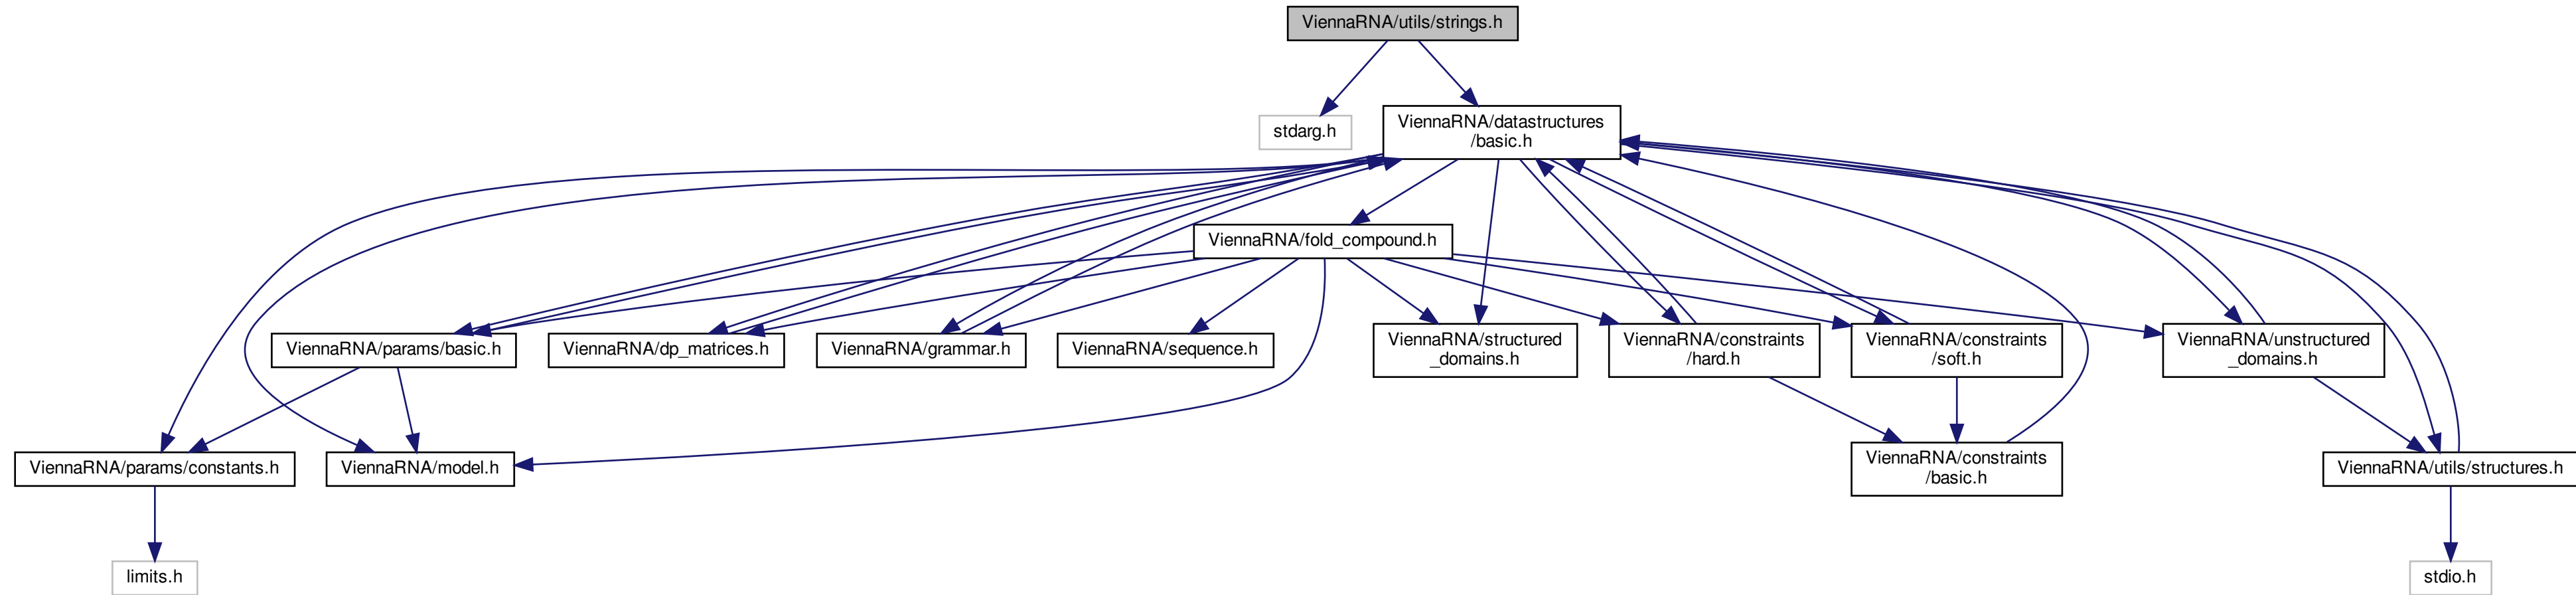 ViennaRNA/utils/strings.h
stdarg.h
ViennaRNA/datastructures
/basic.h
ViennaRNA/fold_compound.h
ViennaRNA/params/basic.h
ViennaRNA/dp_matrices.h
ViennaRNA/grammar.h
ViennaRNA/sequence.h
ViennaRNA/structured
_domains.h
ViennaRNA/constraints
/hard.h
ViennaRNA/constraints
/soft.h
ViennaRNA/unstructured
_domains.h
ViennaRNA/params/constants.h
ViennaRNA/model.h
ViennaRNA/constraints
/basic.h
ViennaRNA/utils/structures.h
limits.h
stdio.h